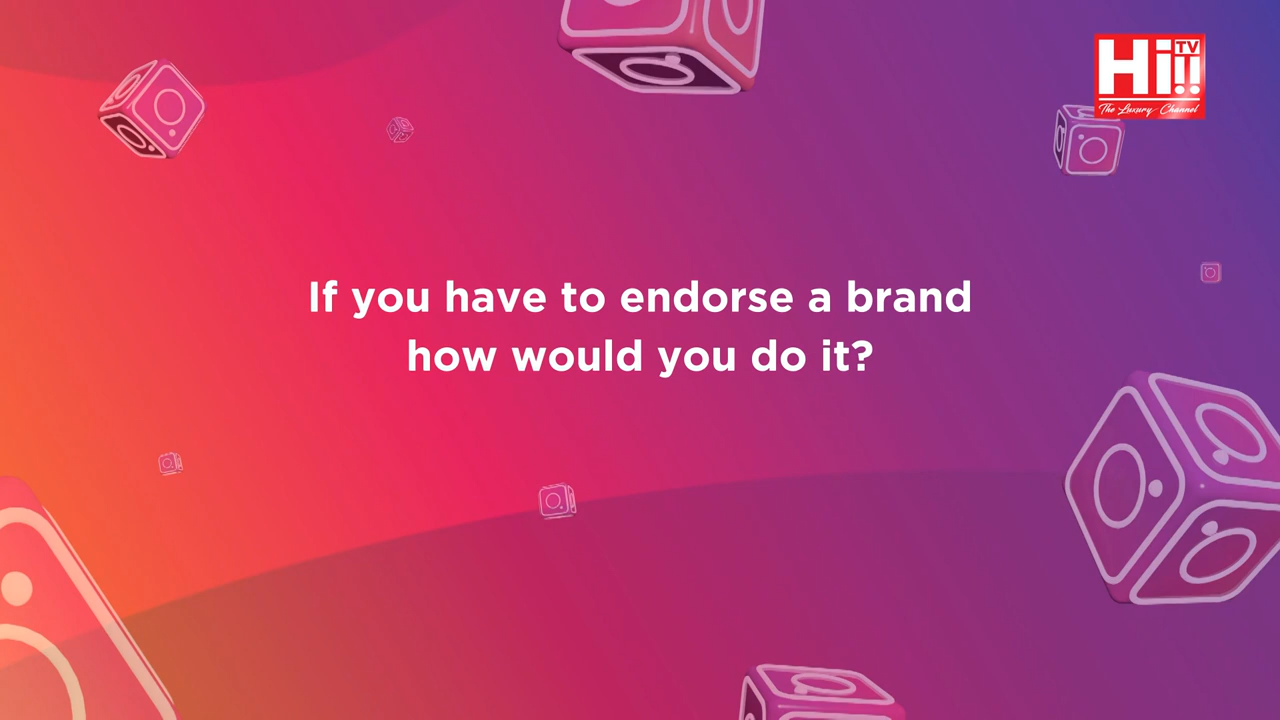 Hi!!
TV
The Luxury Channel
If you have to endorse a brand
how would you do it?